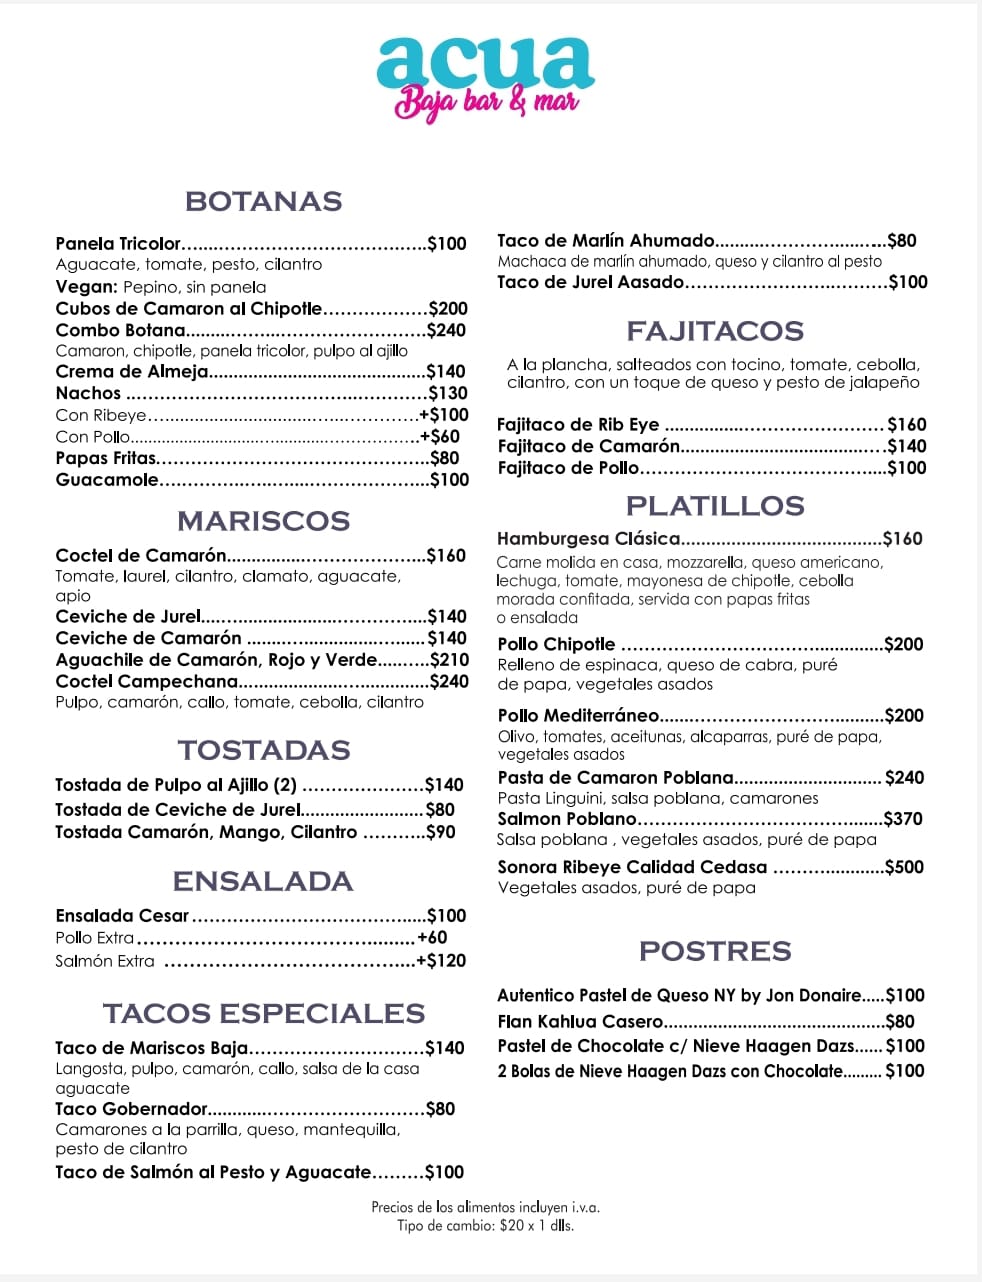 acua
Baja bar & mar
BOTANAS
Panela Tricolor..........$100
Aguacate, tomate, pesto, cilantro
Vegan: Pepino, sin panela
Cubos de Camaron al Chipotle..........$200
Combo Botana..........$240
Camaron, chipotle, panela tricolor, pulpo al ajillo
Crema de Almeja..........$140
Nachos ..........$130
Con Ribeye..........+$100
Con Pollo..........+$60
Papas Fritas..........$80
Guacamole..........$100
MARISCOS
Coctel de Camarón..........$160
Tomate, laurel, cilantro, clamato, aguacate,
apio
Ceviche de Jurel..........$140
Ceviche de Camarón ..........$140
Aguachile de Camarón, Rojo y Verde..........$210
Coctel Campechana..........$240
Pulpo, camarón, callo, tomate, cebolla, cilantro
TOSTADAS
Tostada de Pulpo al Ajillo (2) ..........$140
Tostada de Ceviche de Jurel..........$80
Tostada Camarón, Mango, Cilantro ..........$90
ENSALADA
Ensalada Cesar..........$100
Pollo Extra..........+60
Salmón Extra ..........+$120
TACOS ESPECIALES
Taco de Mariscos Baja..........$140
Langosta, pulpo, camarón, callo, salsa de la casa
aguacate
Taco Gobernador..........$80
Camarones a la parrilla, queso, mantequilla,
pesto de cilantro
Taco de Salmón al Pesto y Aguacate..........$100
Taco de Marlín Ahumado..........$80
Machaca de marlín ahumado, queso y cilantro al pesto
Taco de Jurel Aasado..........$100
FAJITACOS
A la plancha, salteados con tocino, tomate, cebolla,
cilantro, con un toque de queso y pesto de jalapeño
Fajitaco de Rib Eye ..........$160
Fajitaco de Camarón..........$140
Fajitaco de Pollo..........$100
PLATILLOS
Hamburgesa Clásica..........$160
Carne molida en casa, mozzarella, queso americano,
lechuga, tomate, mayonesa de chipotle, cebolla
morada confitada, servida con papas fritas
o ensalada
Pollo Chipotle ..........$200
Relleno de espinaca, queso de cabra, puré
de papa, vegetales asados
Pollo Mediterráneo..........$200
Olivo, tomates, aceitunas, alcaparras, puré de papa,
vegetales asados
Pasta de Camaron Poblana..........$240
Pasta Linguini, salsa poblana, camarones
Salmon Poblano..........$370
Salsa poblana , vegetales asados, puré de papa
Sonora Ribeye Calidad Cedasa ..........$500
Vegetales asados, puré de papa
POSTRES
Autentico Pastel de Queso NY by Jon Donaire.....$100
Flan Kahlua Casero..........$80
Pastel de Chocolate c/ Nieve Haagen Dazs...... $100
2 Bolas de Nieve Haagen Dazs con Chocolate......... $100
Precios de los alimentos incluyen i.v.a.
Tipo de cambio: $20 x 1 dlls.